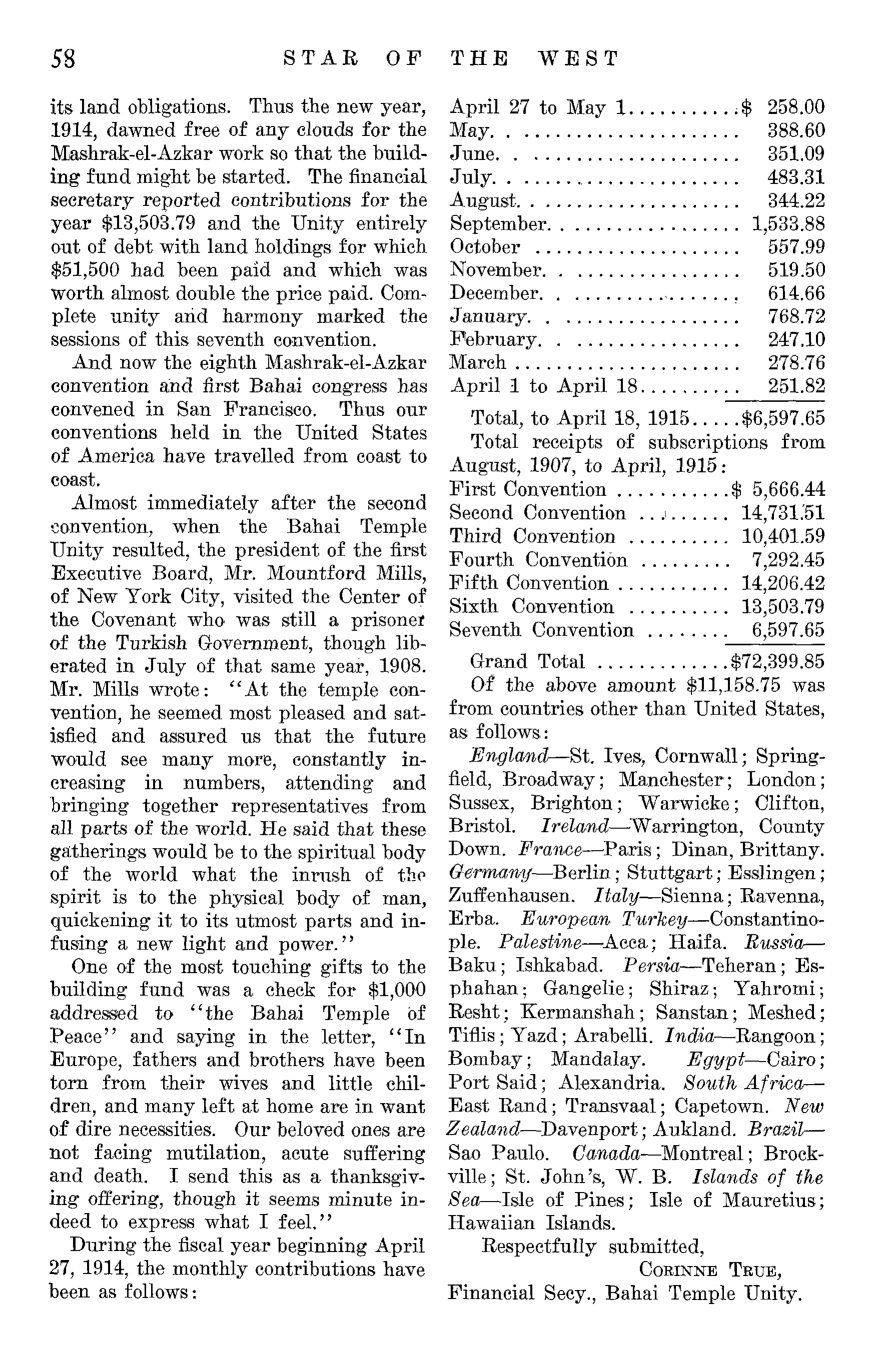 58 STAR OF THE WEST
its land obligations. Thus the new year,
1914, dawned free of any clouds for the
Mashrak-el-Azkar work so that the build-
ing fund might be started. The financial
secretary reported contributions for the
year $13,503.79 and the Unity entirely
out of debt with land holdings for which
$51,500 had been paid and which was
worth almost double the price paid. Com-
plete unity and harmony marked the
sessions of this seventh convention.
And now the eighth Mashrak-el-Azkar
convention and first Bahai congress has
convened in San Francisco. Thus our
conventions held in the United States
of America have travelled from coast to
coast.
Almost immediately after the second
convention, when the Bahai Temple
Unity resulted, the president of the first
Executive Board, Mr. Mountford Mills,
of New York City, visited the Center of
the Covenant who was still a prisoner
of the Turkish Government, though lib-
erated in July of that same year, 1908.
Mr. Mills wrote: "At the temple con-
vention, he seemed most pleased and sat-
isfied and assured us that the future
would see many more, constantly in-
creasing in numbers, attending and
bringing together representatives from
all parts of the world. He said that these
gatherings would be to the spiritual body
of the world what the inrush of the
spirit is to the physical body of man,
quickening it to its utmost parts and in-
fusing a new light and power."
One of the most touching gifts to the
building fund was a check for $1,000
addressed to "the Bahai Temple of
Peace" and saying in the letter, "In
Europe, fathers and brothers have been
torn from their wives and little chil-
dren, and many left at home are in want
of dire necessities. Our beloved ones are
not facing mutilation, acute suffering
and death. I send this as a thanksgiv-
ing offering, though it seems minute in-
deed to express what I feel."
During the fiscal year beginning April
27, 1914, the monthly contributions have
been as follows:
April 27 to May 1...........$ 258.00
May. . ...................... 388.60
June. . ..................... 351.09
July. . ..................... 483.31
August. . ................... 344.22
September. . ................ 1,533.88
October .................... 557.99
November. . ................ 519.50
December. . ................ 614.66
January. . ................. 768.72
February. . ................ 247.10
March ...................... 278.76
April 1 to April 18.......... 251.82
Total, to April 18, 1915.....$6,597.65
Total receipts of subscriptions from
August, 1907, to April, 1915:
First Convention ...........$ 5,666.44
Second Convention ......... 14,731.51
Third Convention .......... 10,401.59
Fourth Convention ......... 7,292.45
Fifth Convention ........... 14,206.42
Sixth Convention .......... 13,503.79
Seventh Convention ........ 6,597.65
Grand Total .............$72,399.85
Of the above amount $11,158.75 was
from countries other than United States,
as follows:
England—St. Ives, Cornwall; Spring-
field, Broadway; Manchester; London;
Sussex, Brighton; Warwicke; Clifton,
Bristol. Ireland—Warrington, County
Down. France—Paris; Dinan, Brittany.
Germany—Berlin; Stuttgart; Esslingen;
Zuffenhausen. Italy—Sienna; Ravenna,
Erba. European Turkey—Constantino-
ple. Palestine—Acca; Haifa. Russia—
Baku; Ishkabad. Persia—Teheran; Es-
phahan; Gangelie; Shiraz; Yahromi;
Resht; Kermanshah; Sanstan; Meshed;
Tiflis; Yazd; Arabelli. India—Rangoon;
Bombay; Mandalay. Egypt—Cairo;
Port Said; Alexandria. South Africa—
East Rand; Transvaal; Capetown. New
Zealand—Davenport; Aukland. Brazil—
Sao Paulo. Canada—Montreal; Brock-
ville; St. John's, W. B. Islands of the
Sea—Isle of Pines; Isle of Mauretius;
Hawaiian Islands.
Respectfully submitted,
CORINNE TRUE,
Financial Secy., Bahai Temple Unity.